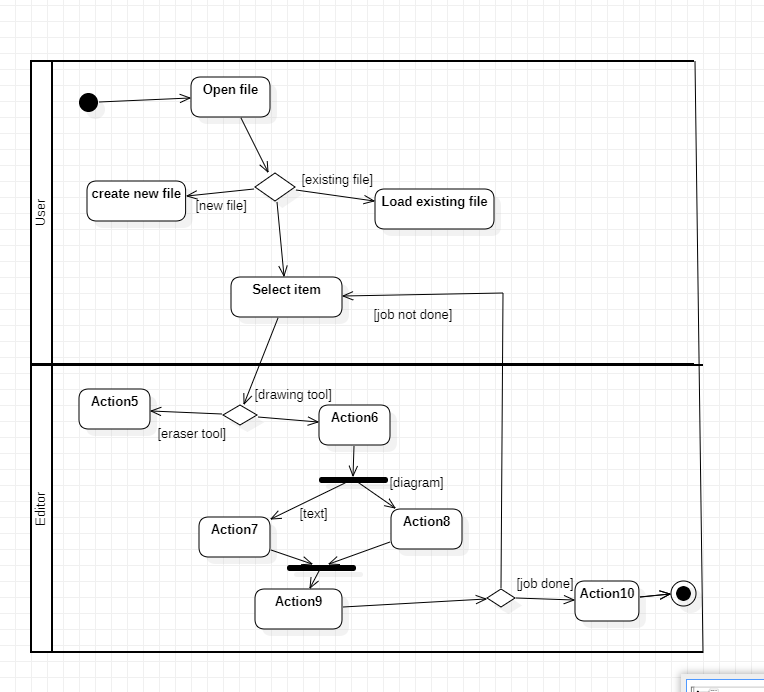 Open file
[existing file]
create new file
Load existing file
[new file]
User
Select item
[job not done]
[drawing tool]
Action5
Action6
[eraser tool]
[diagram]
Editor
[text]
Action7
Action8
[job done]
Action9
Action10